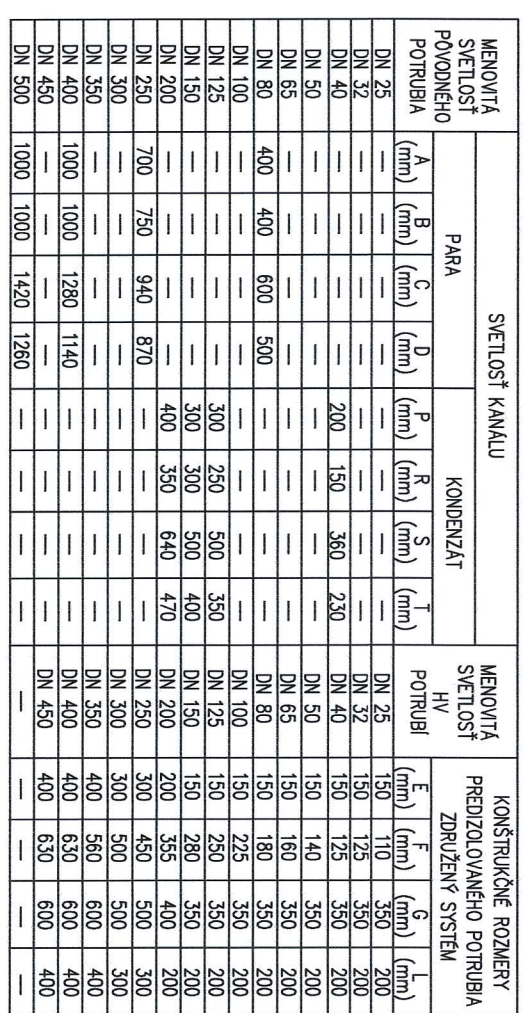 MENOVITÁ SVETLOSŤ PÔVODNÉHO POTRUBIA | SVETLOSŤ KANÁLU | MENOVITÁ SVETLOSŤ HV POTRUBÍ | KONŠTRUKČNÉ ROZMERY PREDIZOLOVANÉHO POTRUBIA ZDRUŽENÝ SYSTÉM
PARA | KONDENZÁT
A (mm) | B (mm) | C (mm) | D (mm) | P (mm) | R (mm) | S (mm) | T (mm) | E (mm) | F (mm) | G (mm) | L (mm)
DN 25 | — | — | — | — | — | — | — | — | DN 25 | 150 | 110 | 350 | 200
DN 32 | — | — | — | — | — | — | — | — | DN 32 | 150 | 125 | 350 | 200
DN 40 | — | — | — | — | 200 | 150 | 360 | 230 | DN 40 | 150 | 125 | 350 | 200
DN 50 | — | — | — | — | — | — | — | — | DN 50 | 150 | 140 | 350 | 200
DN 65 | — | — | — | — | — | — | — | — | DN 65 | 150 | 160 | 350 | 200
DN 80 | 400 | 400 | 600 | 500 | — | — | — | — | DN 80 | 150 | 180 | 350 | 200
DN 100 | — | — | — | — | — | — | — | — | DN 100 | 150 | 225 | 350 | 200
DN 125 | — | — | — | — | 300 | 250 | 500 | 350 | DN 125 | 150 | 250 | 350 | 200
DN 150 | — | — | — | — | 300 | 300 | 500 | 400 | DN 150 | 150 | 280 | 350 | 200
DN 200 | — | — | — | — | 400 | 350 | 640 | 470 | DN 200 | 200 | 355 | 400 | 200
DN 250 | 700 | 750 | 940 | 870 | — | — | — | — | DN 250 | 300 | 450 | 500 | 300
DN 300 | — | — | — | — | — | — | — | — | DN 300 | 300 | 500 | 500 | 300
DN 350 | — | — | — | — | — | — | — | — | DN 350 | 400 | 560 | 600 | 400
DN 400 | 1000 | 1000 | 1280 | 1140 | — | — | — | — | DN 400 | 400 | 630 | 600 | 400
DN 450 | — | — | — | — | — | — | — | — | DN 450 | 400 | 630 | 600 | 400
DN 500 | 1000 | 1000 | 1420 | 1260 | — | — | — | — | — | — | — | — | —